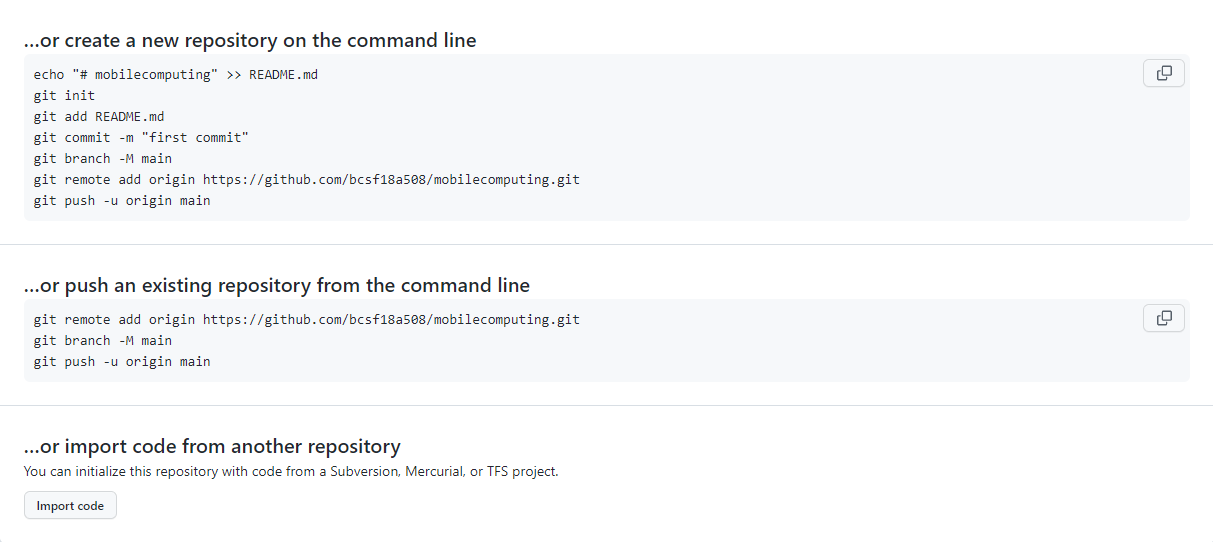 ...or create a new repository on the command line
echo "# mobilecomputing" >> README.md
git init
git add README.md
git commit -m "first commit"
git branch -M main
git remote add origin https://github.com/bcsf18a508/mobilecomputing.git
git push -u origin main
...or push an existing repository from the command line
git remote add origin https://github.com/bcsf18a508/mobilecomputing.git
git branch -M main
git push -u origin main
...or import code from another repository
You can initialize this repository with code from a Subversion, Mercurial, or TFS project.
Import code